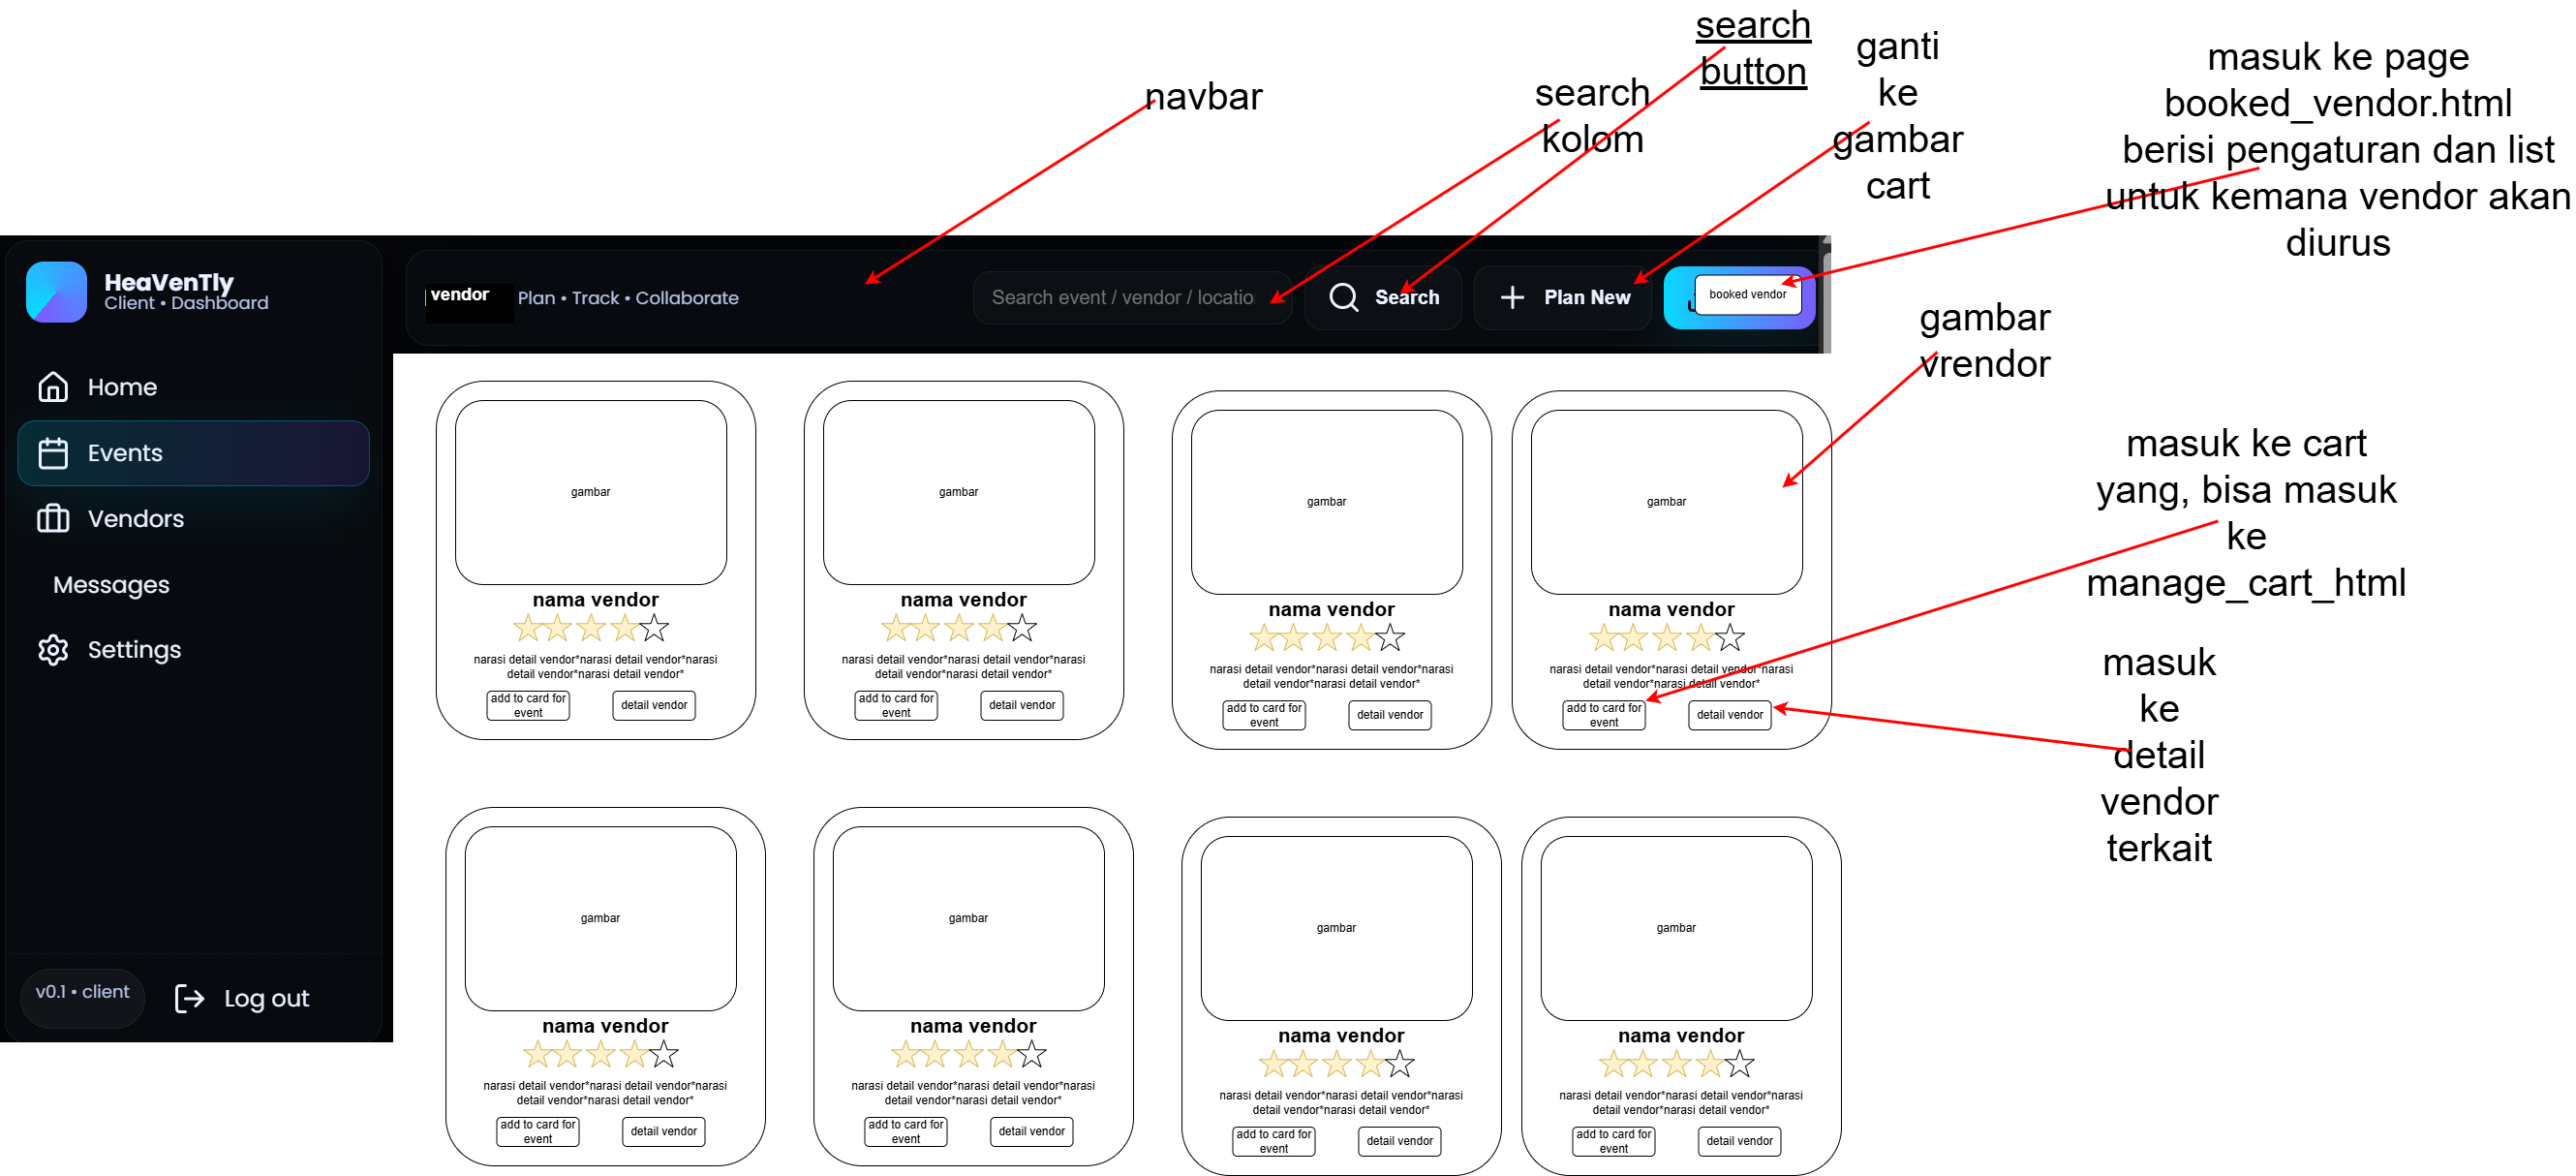 search
button
ganti
ke
gambar
cart
masuk ke page
booked_vendor.html
berisi pengaturan dan list
untuk kemana vendor akan
diurus
navbar
search
kolom
HeaVenTly
Client • Dashboard
vendor
Plan • Track • Collaborate
Search event / vendor / locatio
Search
Plan New
booked vendor
Home
Events
Vendors
Messages
Settings
v0.1 • client
Log out
gambar
vrendor
masuk ke cart
yang, bisa masuk
ke
manage_cart_html
masuk
ke
detail
vendor
terkait
gambar
nama vendor
narasi detail vendor*narasi detail vendor*narasi
detail vendor*narasi detail vendor*
add to card for
event
detail vendor
gambar
nama vendor
narasi detail vendor*narasi detail vendor*narasi
detail vendor*narasi detail vendor*
add to card for
event
detail vendor
gambar
nama vendor
narasi detail vendor*narasi detail vendor*narasi
detail vendor*narasi detail vendor*
add to card for
event
detail vendor
gambar
nama vendor
narasi detail vendor*narasi detail vendor*narasi
detail vendor*narasi detail vendor*
add to card for
event
detail vendor
gambar
nama vendor
narasi detail vendor*narasi detail vendor*narasi
detail vendor*narasi detail vendor*
add to card for
event
detail vendor
gambar
nama vendor
narasi detail vendor*narasi detail vendor*narasi
detail vendor*narasi detail vendor*
add to card for
event
detail vendor
gambar
nama vendor
narasi detail vendor*narasi detail vendor*narasi
detail vendor*narasi detail vendor*
add to card for
event
detail vendor
gambar
nama vendor
narasi detail vendor*narasi detail vendor*narasi
detail vendor*narasi detail vendor*
add to card for
event
detail vendor